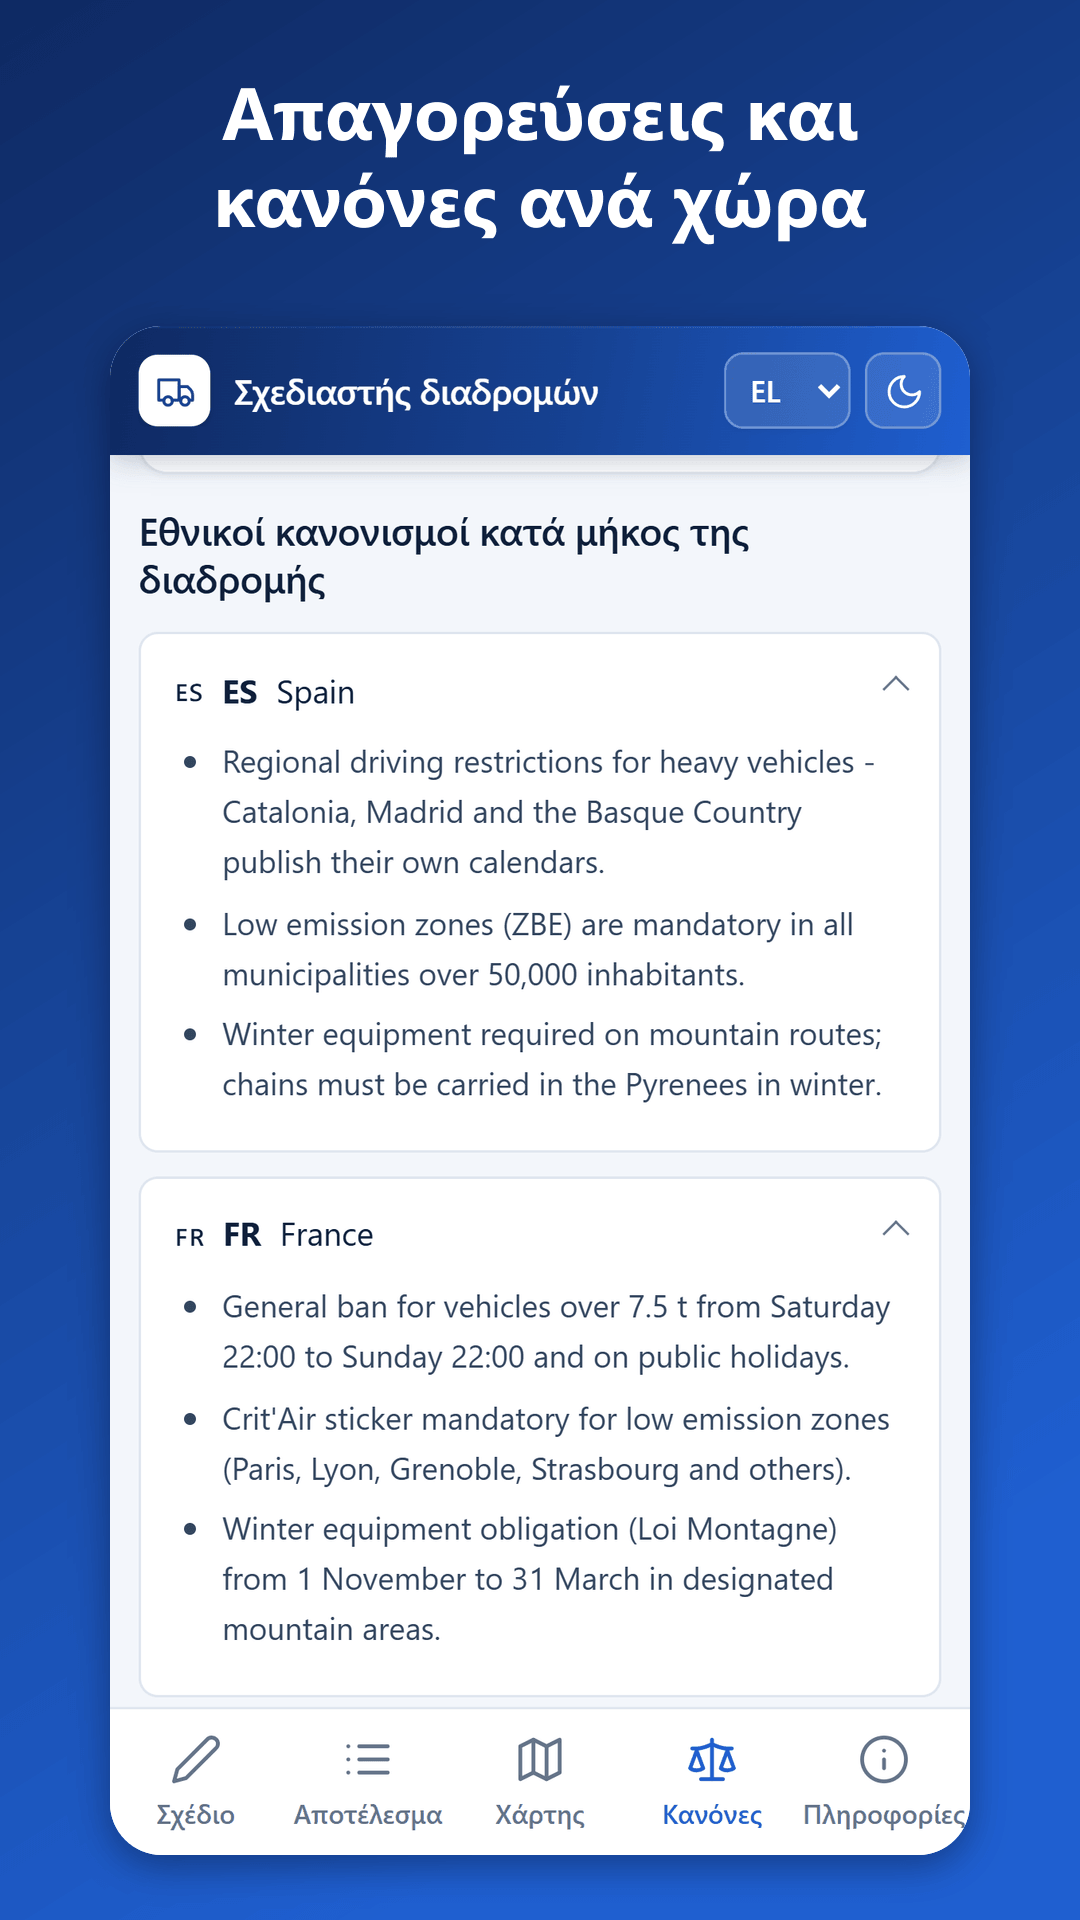 Απαγορεύσεις και
κανόνες ανά χώρα
Σχεδιαστής διαδρομών
EL
Εθνικοί κανονισμοί κατά μήκος της
διαδρομής
ES ES Spain
Regional driving restrictions for heavy vehicles -
Catalonia, Madrid and the Basque Country
publish their own calendars.
Low emission zones (ZBE) are mandatory in all
municipalities over 50,000 inhabitants.
Winter equipment required on mountain routes;
chains must be carried in the Pyrenees in winter.
FR FR France
General ban for vehicles over 7.5 t from Saturday
22:00 to Sunday 22:00 and on public holidays.
Crit'Air sticker mandatory for low emission zones
(Paris, Lyon, Grenoble, Strasbourg and others).
Winter equipment obligation (Loi Montagne)
from 1 November to 31 March in designated
mountain areas.
Σχέδιο Αποτέλεσμα Χάρτης Κανόνες Πληροφορίες